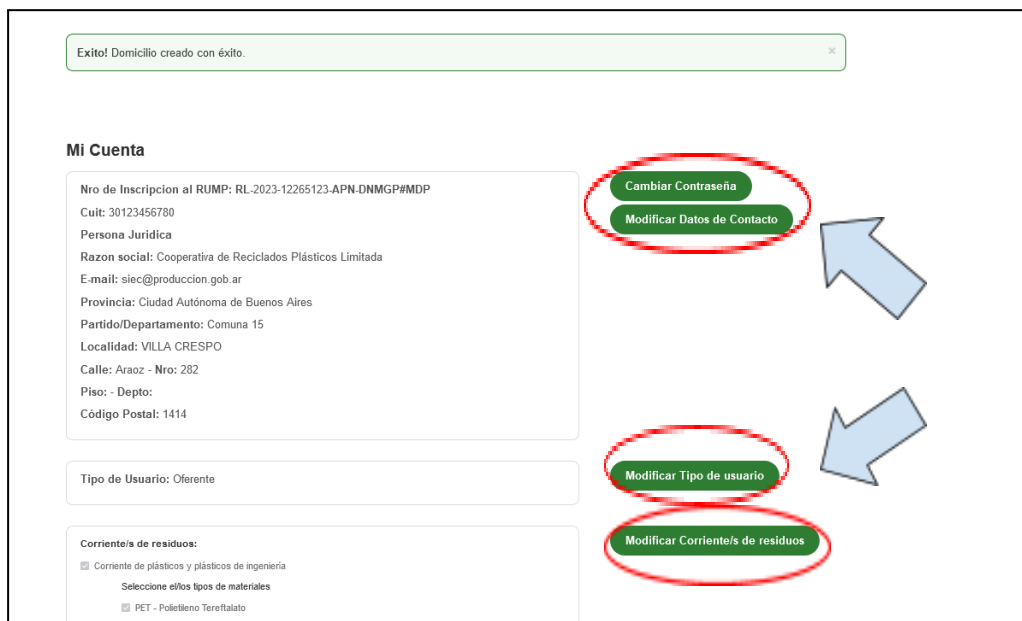 Exito! Domicilio creado con éxito.
×
Mi Cuenta
Nro de Inscripcion al RUMP: RL-2023-12265123-APN-DNMGP#MDP
Cuit: 30123456780
Persona Juridica
Razon social: Cooperativa de Reciclados Plásticos Limitada
E-mail: siec@produccion.gob.ar
Provincia: Ciudad Autónoma de Buenos Aires
Partido/Departamento: Comuna 15
Localidad: VILLA CRESPO
Calle: Araoz - Nro: 282
Piso: - Depto:
Código Postal: 1414
Cambiar Contraseña
Modificar Datos de Contacto
Tipo de Usuario: Oferente
Modificar Tipo de usuario
Corriente/s de residuos:
Corriente de plásticos y plásticos de ingeniería
Seleccione el/los tipos de materiales
PET - Polietileno Tereftalato
Modificar Corriente/s de residuos